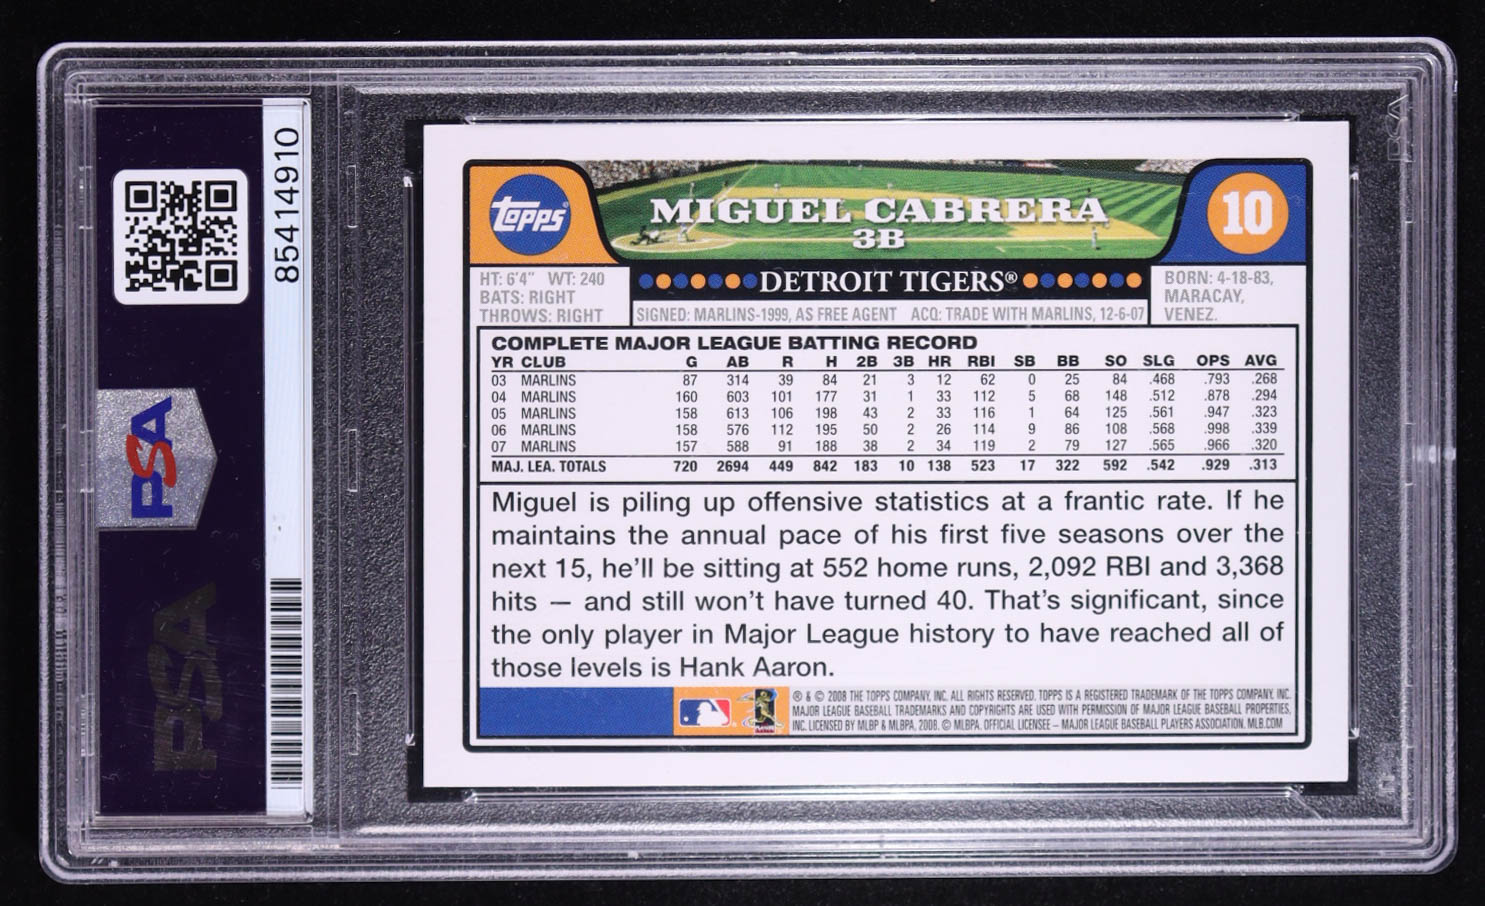 85414910
PSA
PSA
topps
MIGUEL CABRERA
3B
10
HT: 6'4" WT: 240
BATS: RIGHT
THROWS: RIGHT
DETROIT TIGERS®
SIGNED: MARLINS-1999, AS FREE AGENT ACQ: TRADE WITH MARLINS, 12-6-07
BORN: 4-18-83,
MARACAY,
VENEZ.
COMPLETE MAJOR LEAGUE BATTING RECORD
YR CLUB G AB R H 2B 3B HR RBI SB BB SO SLG OPS AVG
03 MARLINS 87 314 39 84 21 3 12 62 0 25 84 .468 .793 .268
04 MARLINS 160 603 101 177 31 1 33 112 5 68 148 .512 .878 .294
05 MARLINS 158 613 106 198 43 2 33 116 1 64 125 .561 .947 .323
06 MARLINS 158 576 112 195 50 2 26 114 9 86 108 .568 .998 .339
07 MARLINS 157 588 91 188 38 2 34 119 2 79 127 .565 .966 .320
MAJ. LEA. TOTALS 720 2694 449 842 183 10 138 523 17 322 592 .542 .929 .313
Miguel is piling up offensive statistics at a frantic rate. If he
maintains the annual pace of his first five seasons over the
next 15, he'll be sitting at 552 home runs, 2,092 RBI and 3,368
hits — and still won't have turned 40. That's significant, since
the only player in Major League history to have reached all of
those levels is Hank Aaron.
® & © 2008 THE TOPPS COMPANY, INC. ALL RIGHTS RESERVED. TOPPS IS A REGISTERED TRADEMARK OF THE TOPPS COMPANY, INC.
MAJOR LEAGUE BASEBALL TRADEMARKS AND COPYRIGHTS ARE USED WITH PERMISSION OF MAJOR LEAGUE BASEBALL PROPERTIES,
INC. LICENSED BY MLBP & MLBPA, 2008. © MLBPA. OFFICIAL LICENSEE – MAJOR LEAGUE BASEBALL PLAYERS ASSOCIATION. MLB.COM
PSA